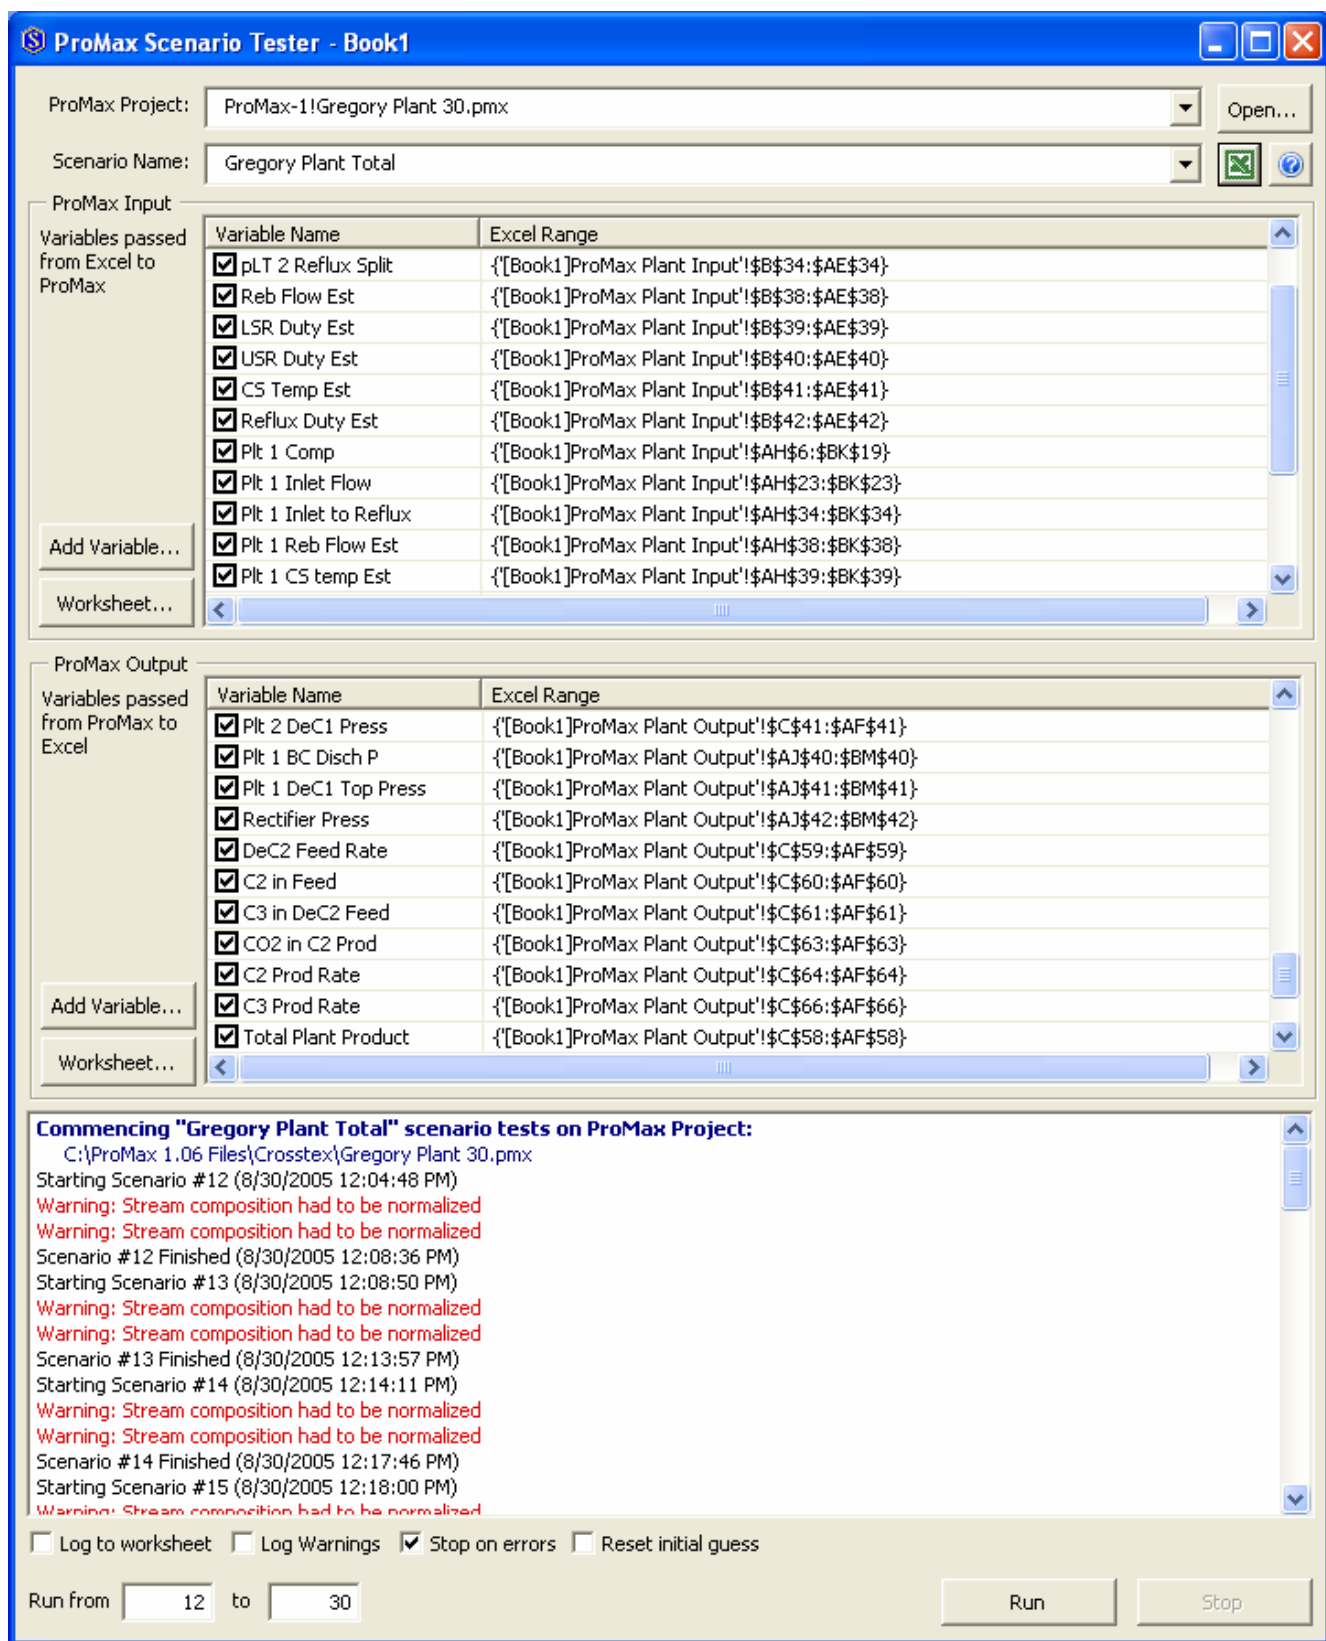 ProMax Scenario Tester - Book1
ProMax Project: ProMax-1!Gregory Plant 30.pmx Open...
Scenario Name: Gregory Plant Total
ProMax Input
Variables passed from Excel to ProMax
Variable Name Excel Range
pLT 2 Reflux Split {'[Book1]ProMax Plant Input'!$B$34:$AE$34}
Reb Flow Est {'[Book1]ProMax Plant Input'!$B$38:$AE$38}
LSR Duty Est {'[Book1]ProMax Plant Input'!$B$39:$AE$39}
USR Duty Est {'[Book1]ProMax Plant Input'!$B$40:$AE$40}
CS Temp Est {'[Book1]ProMax Plant Input'!$B$41:$AE$41}
Reflux Duty Est {'[Book1]ProMax Plant Input'!$B$42:$AE$42}
Plt 1 Comp {'[Book1]ProMax Plant Input'!$AH$6:$BK$19}
Plt 1 Inlet Flow {'[Book1]ProMax Plant Input'!$AH$23:$BK$23}
Plt 1 Inlet to Reflux {'[Book1]ProMax Plant Input'!$AH$34:$BK$34}
Plt 1 Reb Flow Est {'[Book1]ProMax Plant Input'!$AH$38:$BK$38}
Plt 1 CS temp Est {'[Book1]ProMax Plant Input'!$AH$39:$BK$39}
Add Variable...
Worksheet...
ProMax Output
Variables passed from ProMax to Excel
Variable Name Excel Range
Plt 2 DeC1 Press {'[Book1]ProMax Plant Output'!$C$41:$AF$41}
Plt 1 BC Disch P {'[Book1]ProMax Plant Output'!$AJ$40:$BM$40}
Plt 1 DeC1 Top Press {'[Book1]ProMax Plant Output'!$AJ$41:$BM$41}
Rectifier Press {'[Book1]ProMax Plant Output'!$AJ$42:$BM$42}
DeC2 Feed Rate {'[Book1]ProMax Plant Output'!$C$59:$AF$59}
C2 in Feed {'[Book1]ProMax Plant Output'!$C$60:$AF$60}
C3 in DeC2 Feed {'[Book1]ProMax Plant Output'!$C$61:$AF$61}
CO2 in C2 Prod {'[Book1]ProMax Plant Output'!$C$63:$AF$63}
C2 Prod Rate {'[Book1]ProMax Plant Output'!$C$64:$AF$64}
C3 Prod Rate {'[Book1]ProMax Plant Output'!$C$66:$AF$66}
Total Plant Product {'[Book1]ProMax Plant Output'!$C$58:$AF$58}
Add Variable...
Worksheet...
Commencing "Gregory Plant Total" scenario tests on ProMax Project:
C:\ProMax 1.06 Files\Crosstex\Gregory Plant 30.pmx
Starting Scenario #12 (8/30/2005 12:04:48 PM)
Warning: Stream composition had to be normalized
Warning: Stream composition had to be normalized
Scenario #12 Finished (8/30/2005 12:08:36 PM)
Starting Scenario #13 (8/30/2005 12:08:50 PM)
Warning: Stream composition had to be normalized
Warning: Stream composition had to be normalized
Scenario #13 Finished (8/30/2005 12:13:57 PM)
Starting Scenario #14 (8/30/2005 12:14:11 PM)
Warning: Stream composition had to be normalized
Warning: Stream composition had to be normalized
Scenario #14 Finished (8/30/2005 12:17:46 PM)
Starting Scenario #15 (8/30/2005 12:18:00 PM)
Warning: Stream composition had to be normalized
Log to worksheet Log Warnings Stop on errors Reset initial guess
Run from 12 to 30 Run Stop